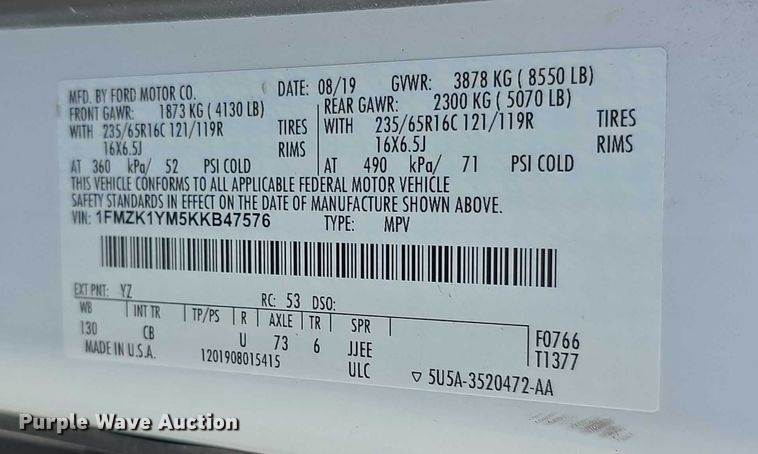 MFD. BY FORD MOTOR CO. DATE: 08/19 GVWR: 3878 KG ( 8550 LB)
FRONT GAWR: 1873 KG ( 4130 LB) REAR GAWR: 2300 KG ( 5070 LB)
WITH 235/65R16C 121/119R TIRES WITH 235/65R16C 121/119R TIRES
16X6.5J RIMS 16X6.5J RIMS
AT 360 kPa/ 52 PSI COLD AT 490 kPa/ 71 PSI COLD
THIS VEHICLE CONFORMS TO ALL APPLICABLE FEDERAL MOTOR VEHICLE
SAFETY STANDARDS IN EFFECT ON THE DATE OF MANUFACTURE SHOWN ABOVE.
VIN: 1FMZK1YM5KKB47576 TYPE: MPV
EXT PNT: YZ RC: 53 DSO:
WB INT TR TP/PS R AXLE TR SPR
130 CB U 73 6 JJEE F0766
MADE IN U.S.A. 1201908015415 ULC T1377
▽ 5U5A-3520472-AA
Purple Wave Auction